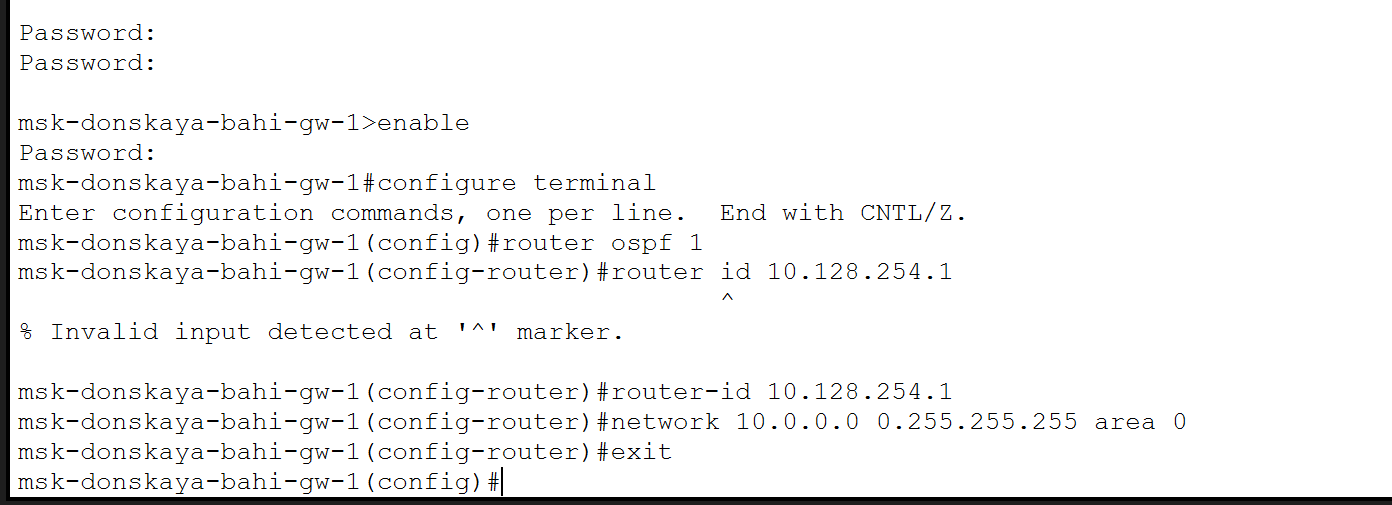 Password:
Password:
msk-donskaya-bahi-gw-1>enable
Password:
msk-donskaya-bahi-gw-1#configure terminal
Enter configuration commands, one per line.  End with CNTL/Z.
msk-donskaya-bahi-gw-1(config)#router ospf 1
msk-donskaya-bahi-gw-1(config-router)#router id 10.128.254.1
^
% Invalid input detected at '^' marker.
msk-donskaya-bahi-gw-1(config-router)#router-id 10.128.254.1
msk-donskaya-bahi-gw-1(config-router)#network 10.0.0.0 0.255.255.255 area 0
msk-donskaya-bahi-gw-1(config-router)#exit
msk-donskaya-bahi-gw-1(config)#